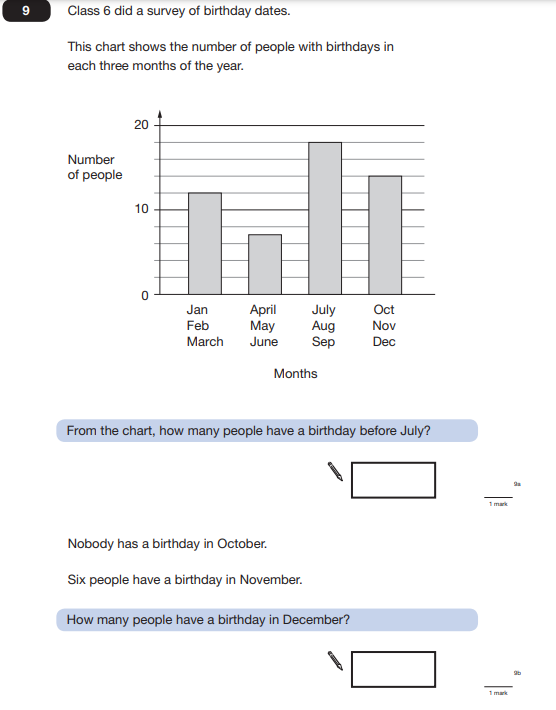 9
Class 6 did a survey of birthday dates.
This chart shows the number of people with birthdays in
each three months of the year.
20
Number
of people
10
0
Jan April July Oct
Feb May Aug Nov
March June Sep Dec
Months
From the chart, how many people have a birthday before July?
9a
1 mark
Nobody has a birthday in October.
Six people have a birthday in November.
How many people have a birthday in December?
9b
1 mark